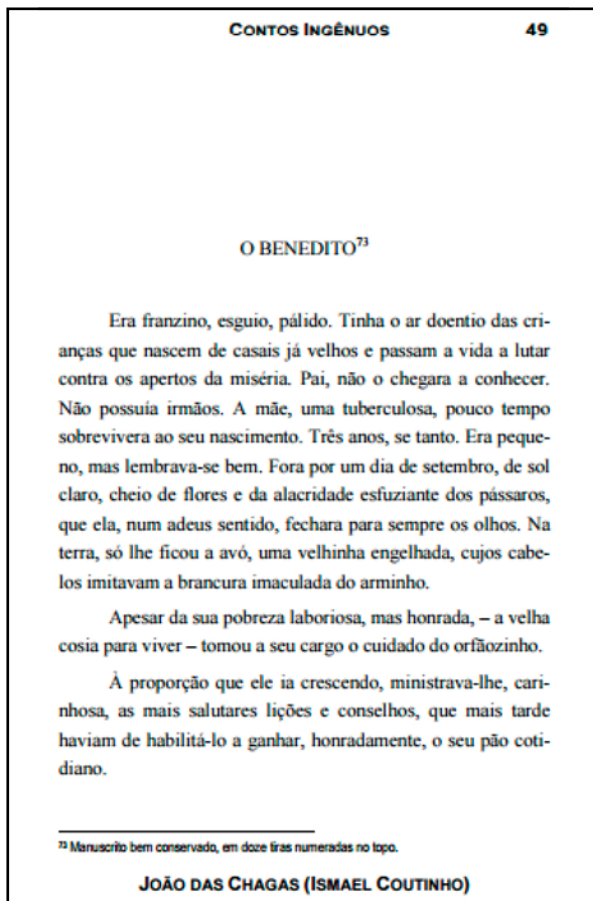 CONTOS INGÊNUOS 49
O BENEDITO73
Era franzino, esguio, pálido. Tinha o ar doentio das cri-
anças que nascem de casais já velhos e passam a vida a lutar
contra os apertos da miséria. Pai, não o chegara a conhecer.
Não possuía irmãos. A mãe, uma tuberculosa, pouco tempo
sobrevivera ao seu nascimento. Três anos, se tanto. Era peque-
no, mas lembrava-se bem. Fora por um dia de setembro, de sol
claro, cheio de flores e da alacridade esfuziante dos pássaros,
que ela, num adeus sentido, fechara para sempre os olhos. Na
terra, só lhe ficou a avó, uma velhinha engelhada, cujos cabe-
los imitavam a brancura imaculada do arminho.
Apesar da sua pobreza laboriosa, mas honrada, – a velha
cosia para viver – tomou a seu cargo o cuidado do orfãozinho.
À proporção que ele ia crescendo, ministrava-lhe, cari-
nhosa, as mais salutares lições e conselhos, que mais tarde
haviam de habilitá-lo a ganhar, honradamente, o seu pão coti-
diano.
73 Manuscrito bem conservado, em doze tiras numeradas no topo.
JOÃO DAS CHAGAS (ISMAEL COUTINHO)